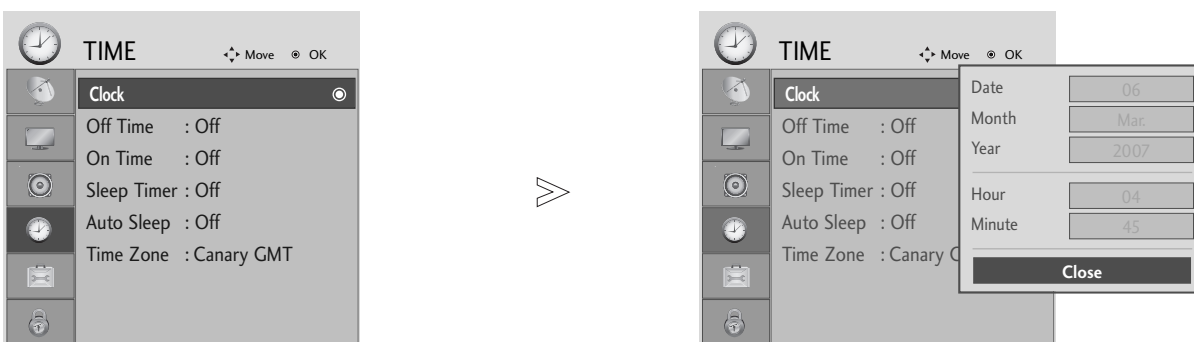 TIME
Move OK
Clock
Off Time : Off
On Time : Off
Sleep Timer : Off
Auto Sleep : Off
Time Zone : Canary GMT
TIME
Move OK
Clock
Off Time : Off
On Time : Off
Sleep Timer : Off
Auto Sleep : Off
Time Zone : Canary G
Date 06
Month Mar.
Year 2007
Hour 04
Minute 45
Close